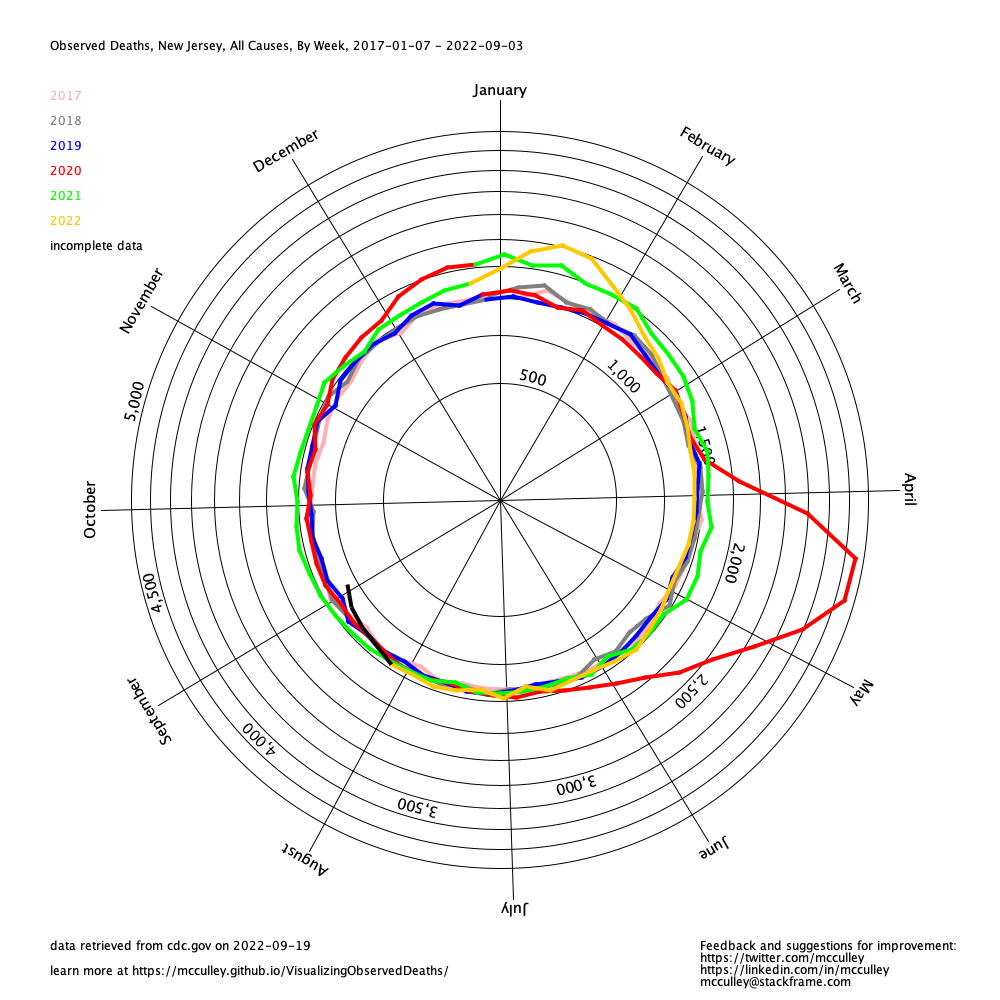 Observed Deaths, New Jersey, All Causes, By Week, 2017-01-07 - 2022-09-03
January
2017
2018
2019
2020
2021
2022
incomplete data
December
February
November
March
5,000
500
1,000
1,500
October
April
4,500
2,000
September
May
4,000
2,500
3,500
3,000
August
June
July
data retrieved from cdc.gov on 2022-09-19
learn more at https://mcculley.github.io/VisualizingObservedDeaths/
Feedback and suggestions for improvement:
https://twitter.com/mcculley
https://linkedin.com/in/mcculley
mcculley@stackframe.com